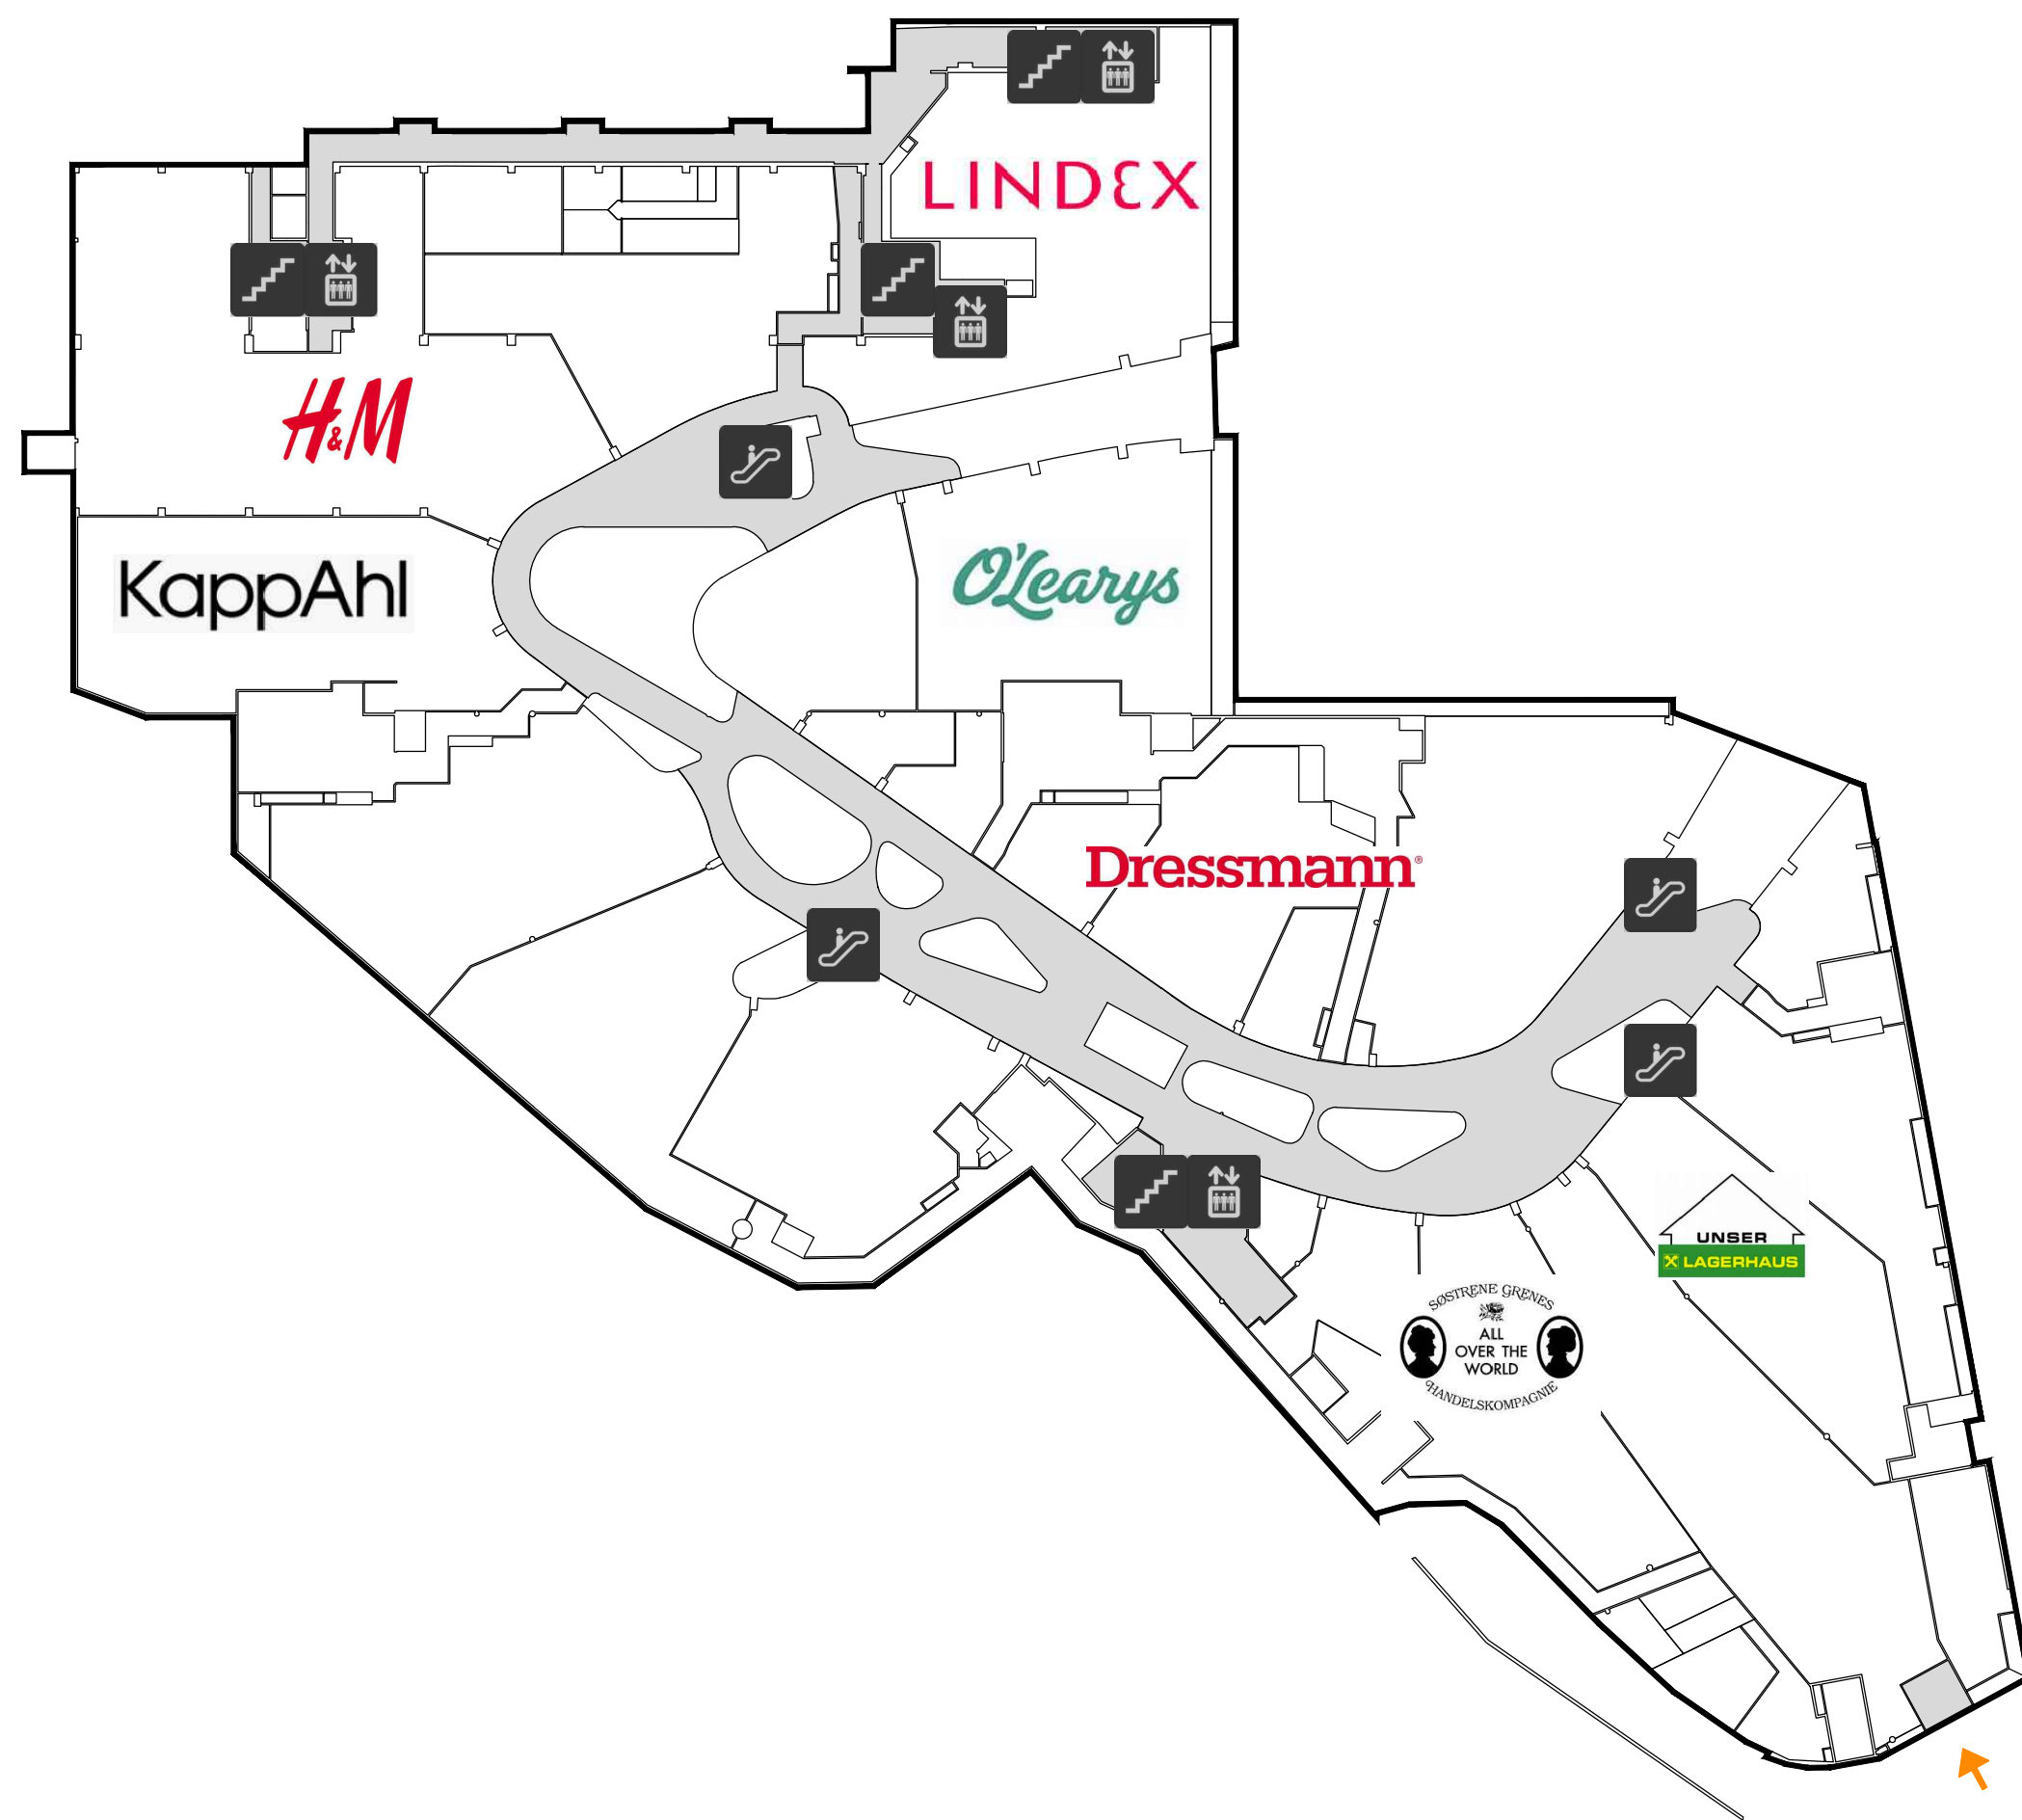 LINDEX
H&M
KappAhl
O'Learys
Dressmann®
UNSER
LAGERHAUS
SØSTRENE GRENES
ALL
OVER THE
WORLD
HANDELSKOMPAGNIE